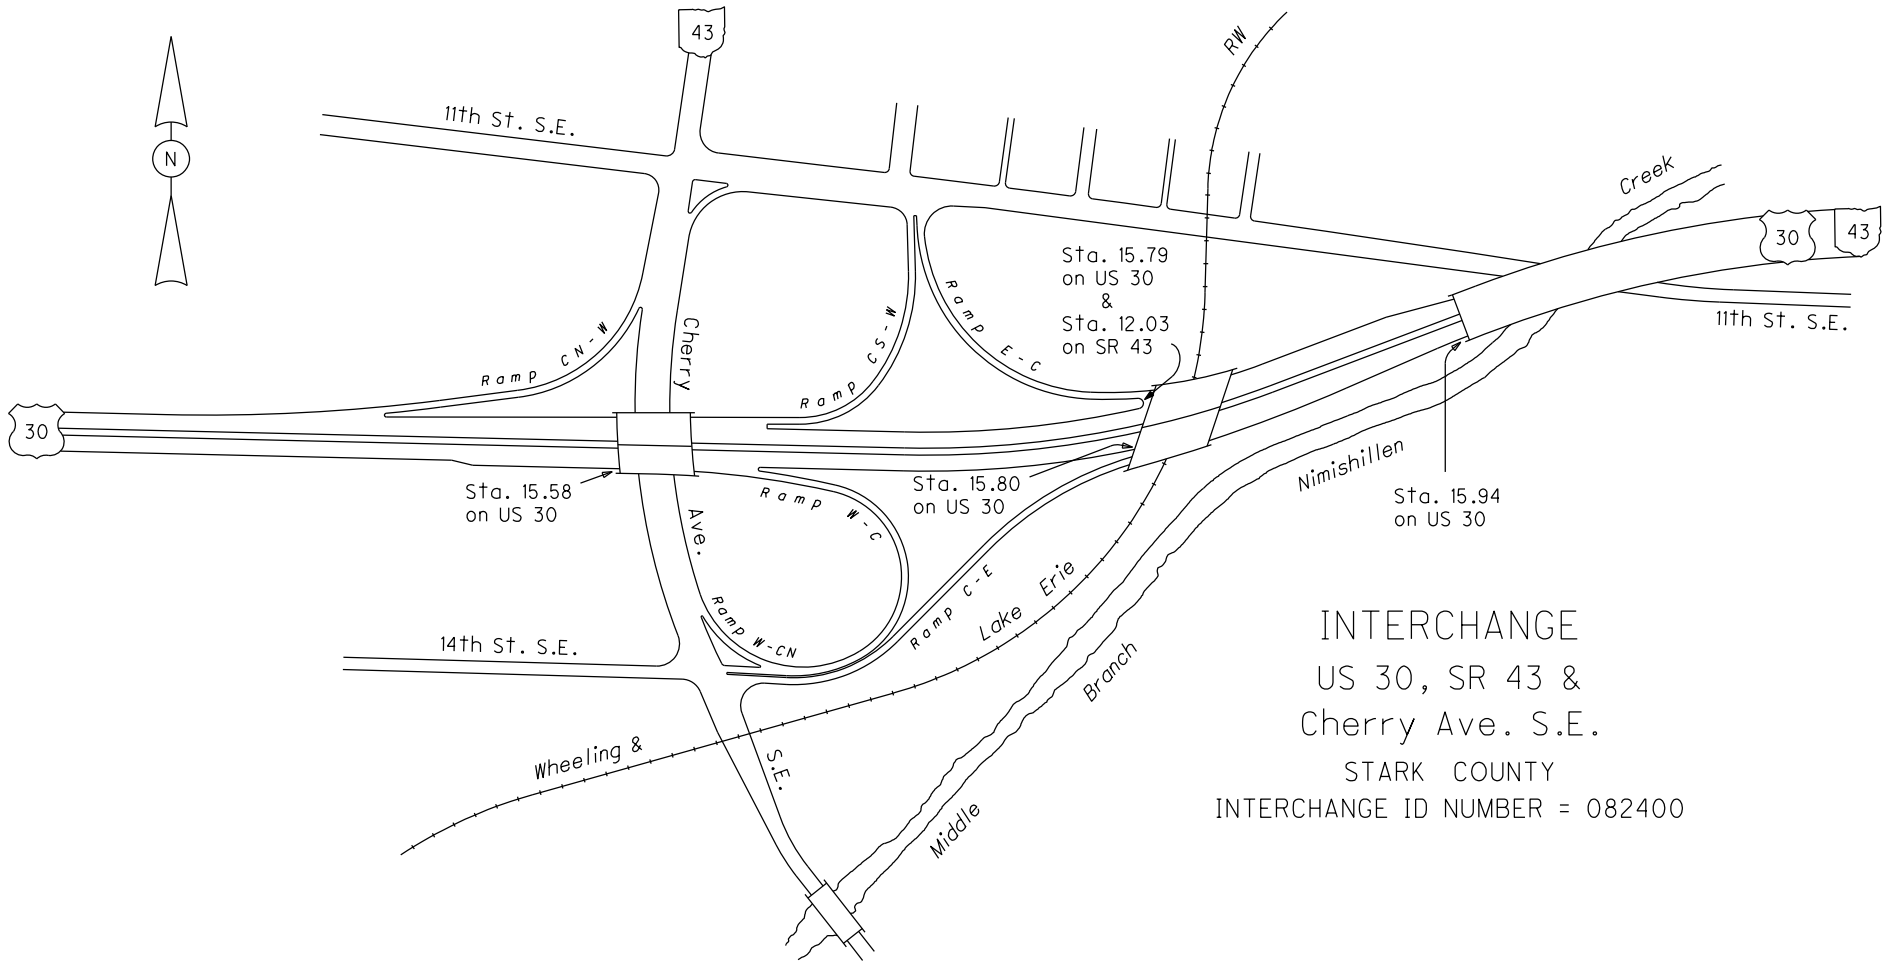 43
RW
11th St. S.E.
N
Creek
30
43
Sta. 15.79
on US 30
&
Sta. 12.03
on SR 43
Ramp E-C
Ramp CS-W
Ramp CN-W
Cherry
11th St. S.E.
30
Sta. 15.58
on US 30
Ramp W-C
Sta. 15.80
on US 30
Nimishillen
Sta. 15.94
on US 30
Ave.
Ramp W-CN
Ramp C-E
Lake Erie
14th St. S.E.
Branch
Wheeling &
S.E.
Middle
INTERCHANGE
US 30, SR 43 &
Cherry Ave. S.E.
STARK COUNTY
INTERCHANGE ID NUMBER = 082400